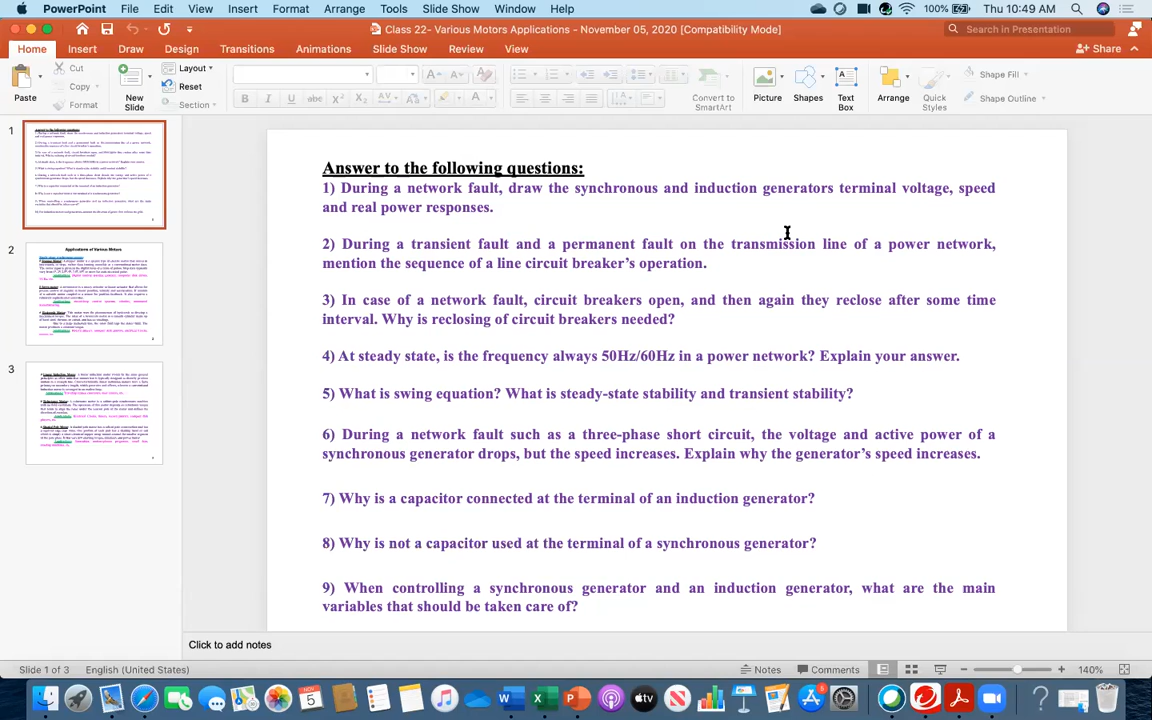 PowerPoint File Edit View Insert Format Arrange Tools Slide Show Window Help 100% Thu 10:49 AM
Class 22- Various Motors Applications - November 05, 2020 [Compatibility Mode] Search in Presentation
Home Insert Draw Design Transitions Animations Slide Show Review View Share
Paste Cut Copy Format
New Slide Layout Reset Section
Convert to SmartArt
Picture Shapes Text Box Arrange Quick Styles Shape Fill Shape Outline
1
2
Applications of Various Motors
3
Answer to the following questions:
1) During a network fault, draw the synchronous and induction generators terminal voltage, speed
and real power responses.
2) During a transient fault and a permanent fault on the transmission line of a power network,
mention the sequence of a line circuit breaker's operation.
3) In case of a network fault, circuit breakers open, and then again they reclose after some time
interval. Why is reclosing of circuit breakers needed?
4) At steady state, is the frequency always 50Hz/60Hz in a power network? Explain your answer.
5) What is swing equation? What is steady-state stability and transient stability?
6) During a network fault such as a three-phase short circuit, the voltage and active power of a
synchronous generator drops, but the speed increases. Explain why the generator's speed increases.
7) Why is a capacitor connected at the terminal of an induction generator?
8) Why is not a capacitor used at the terminal of a synchronous generator?
9) When controlling a synchronous generator and an induction generator, what are the main
variables that should be taken care of?
Click to add notes
Slide 1 of 3 English (United States) Notes Comments 140%